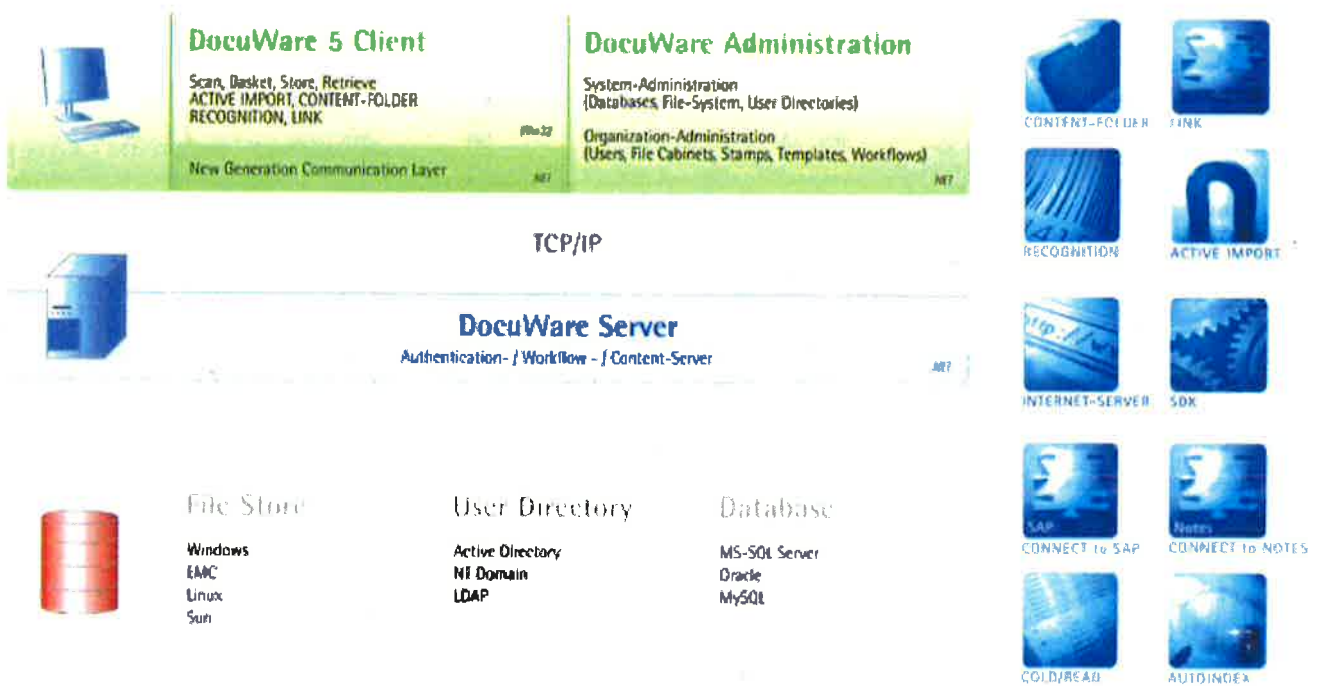 DocuWare 5 Client
Scan, Basket, Store, Retrieve
ACTIVE IMPORT, CONTENT-FOLDER
RECOGNITION, LINK
New Generation Communication Layer
.NET
DocuWare Administration
System-Administration
(Databases, File-System, User Directories)
Organization-Administration
(Users, File Cabinets, Stamps, Templates, Workflows)
.NET
TCP/IP
DocuWare Server
Authentication- / Workflow - / Content-Server
.NET
File Store
Windows
EMC
Linux
Sun
User Directory
Active Directory
NT Domain
LDAP
Database
MS-SQL Server
Oracle
MySQL
CONTENT-FOLDER
LINK
RECOGNITION
ACTIVE IMPORT
http://
INTERNET-SERVER
SDK
SAP
CONNECT to SAP
Notes
CONNECT to NOTES
COLD/READ
AUTOINDEX